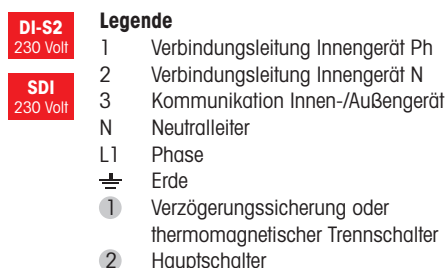 DI-S2
230 Volt
SDI
230 Volt
Legende
1 Verbindungsleitung Innengerät Ph
2 Verbindungsleitung Innengerät N
3 Kommunikation Innen-/Außengerät
N Neutralleiter
L1 Phase
⏚ Erde
1 Verzögerungssicherung oder
thermomagnetischer Trennschalter
2 Hauptschalter